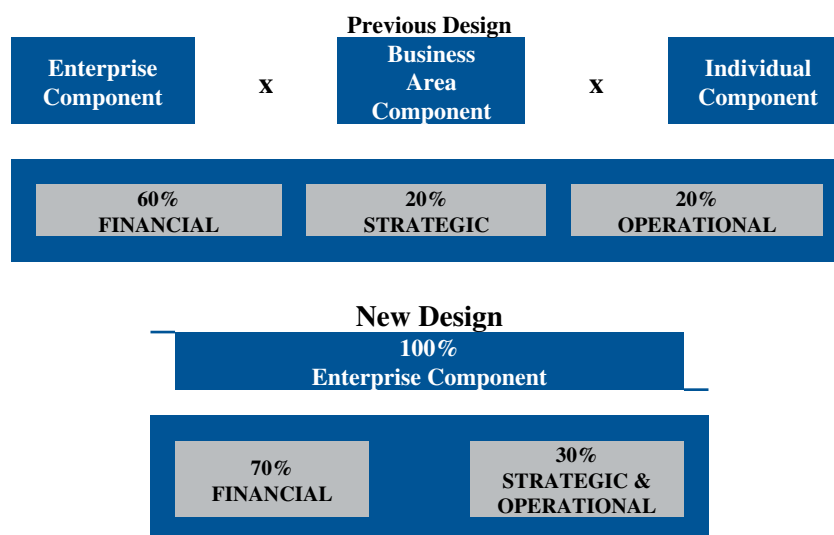 Previous Design
Enterprise
Component
x
Business
Area
Component
x
Individual
Component
60%
FINANCIAL
20%
STRATEGIC
20%
OPERATIONAL
New Design
100%
Enterprise Component
70%
FINANCIAL
30%
STRATEGIC &
OPERATIONAL